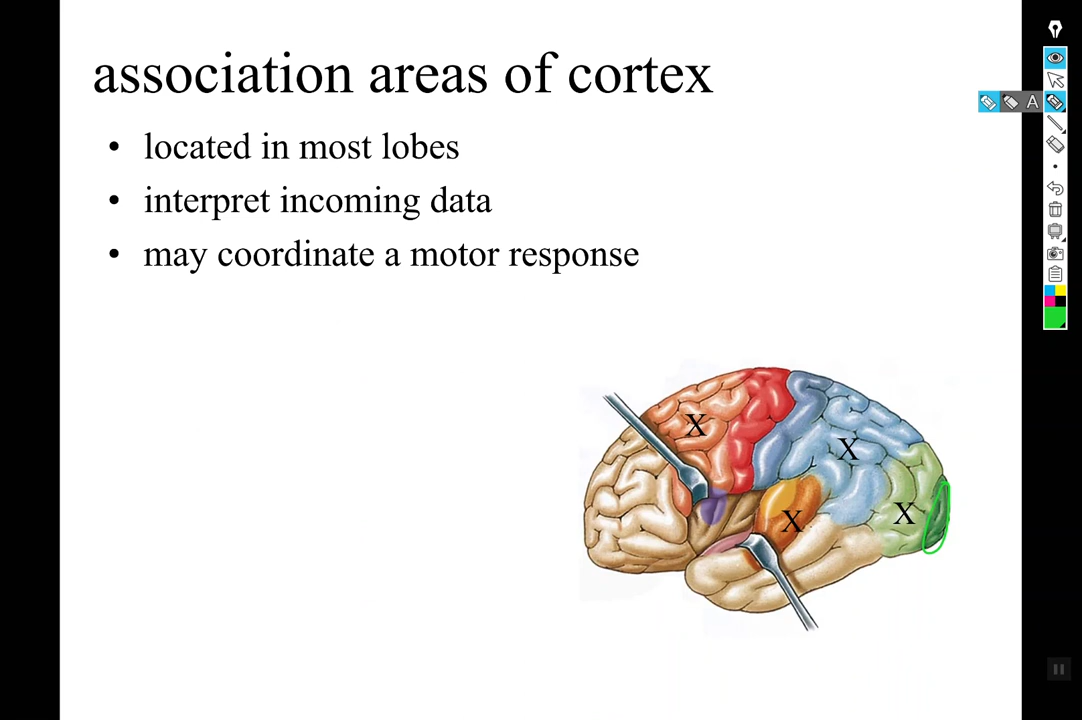 association areas of cortex
• located in most lobes
• interpret incoming data
• may coordinate a motor response
X
X
X
X
A